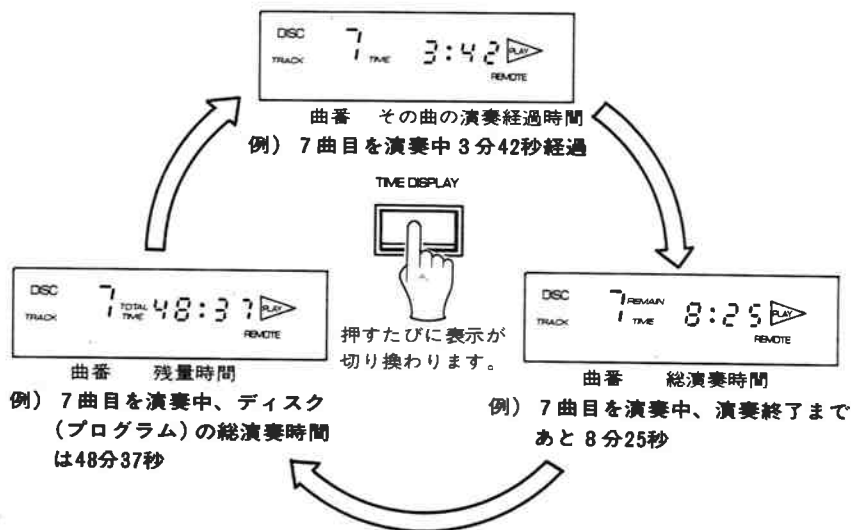 DISC 7 3:42 PLAY
TRACK TIME
REMOTE
曲番 その曲の演奏経過時間
例) 7曲目を演奏中3分42秒経過
TIME DISPLAY
押すたびに表示が
切り換わります。
DISC 7 TOTAL 48:37 PLAY
TRACK TIME
REMOTE
曲番 残量時間
例) 7曲目を演奏中、ディスク
(プログラム)の総演奏時間
は48分37秒
DISC 7 REMAIN 8:25 PLAY
TRACK TIME
REMOTE
曲番 総演奏時間
例) 7曲目を演奏中、演奏終了まで
あと8分25秒